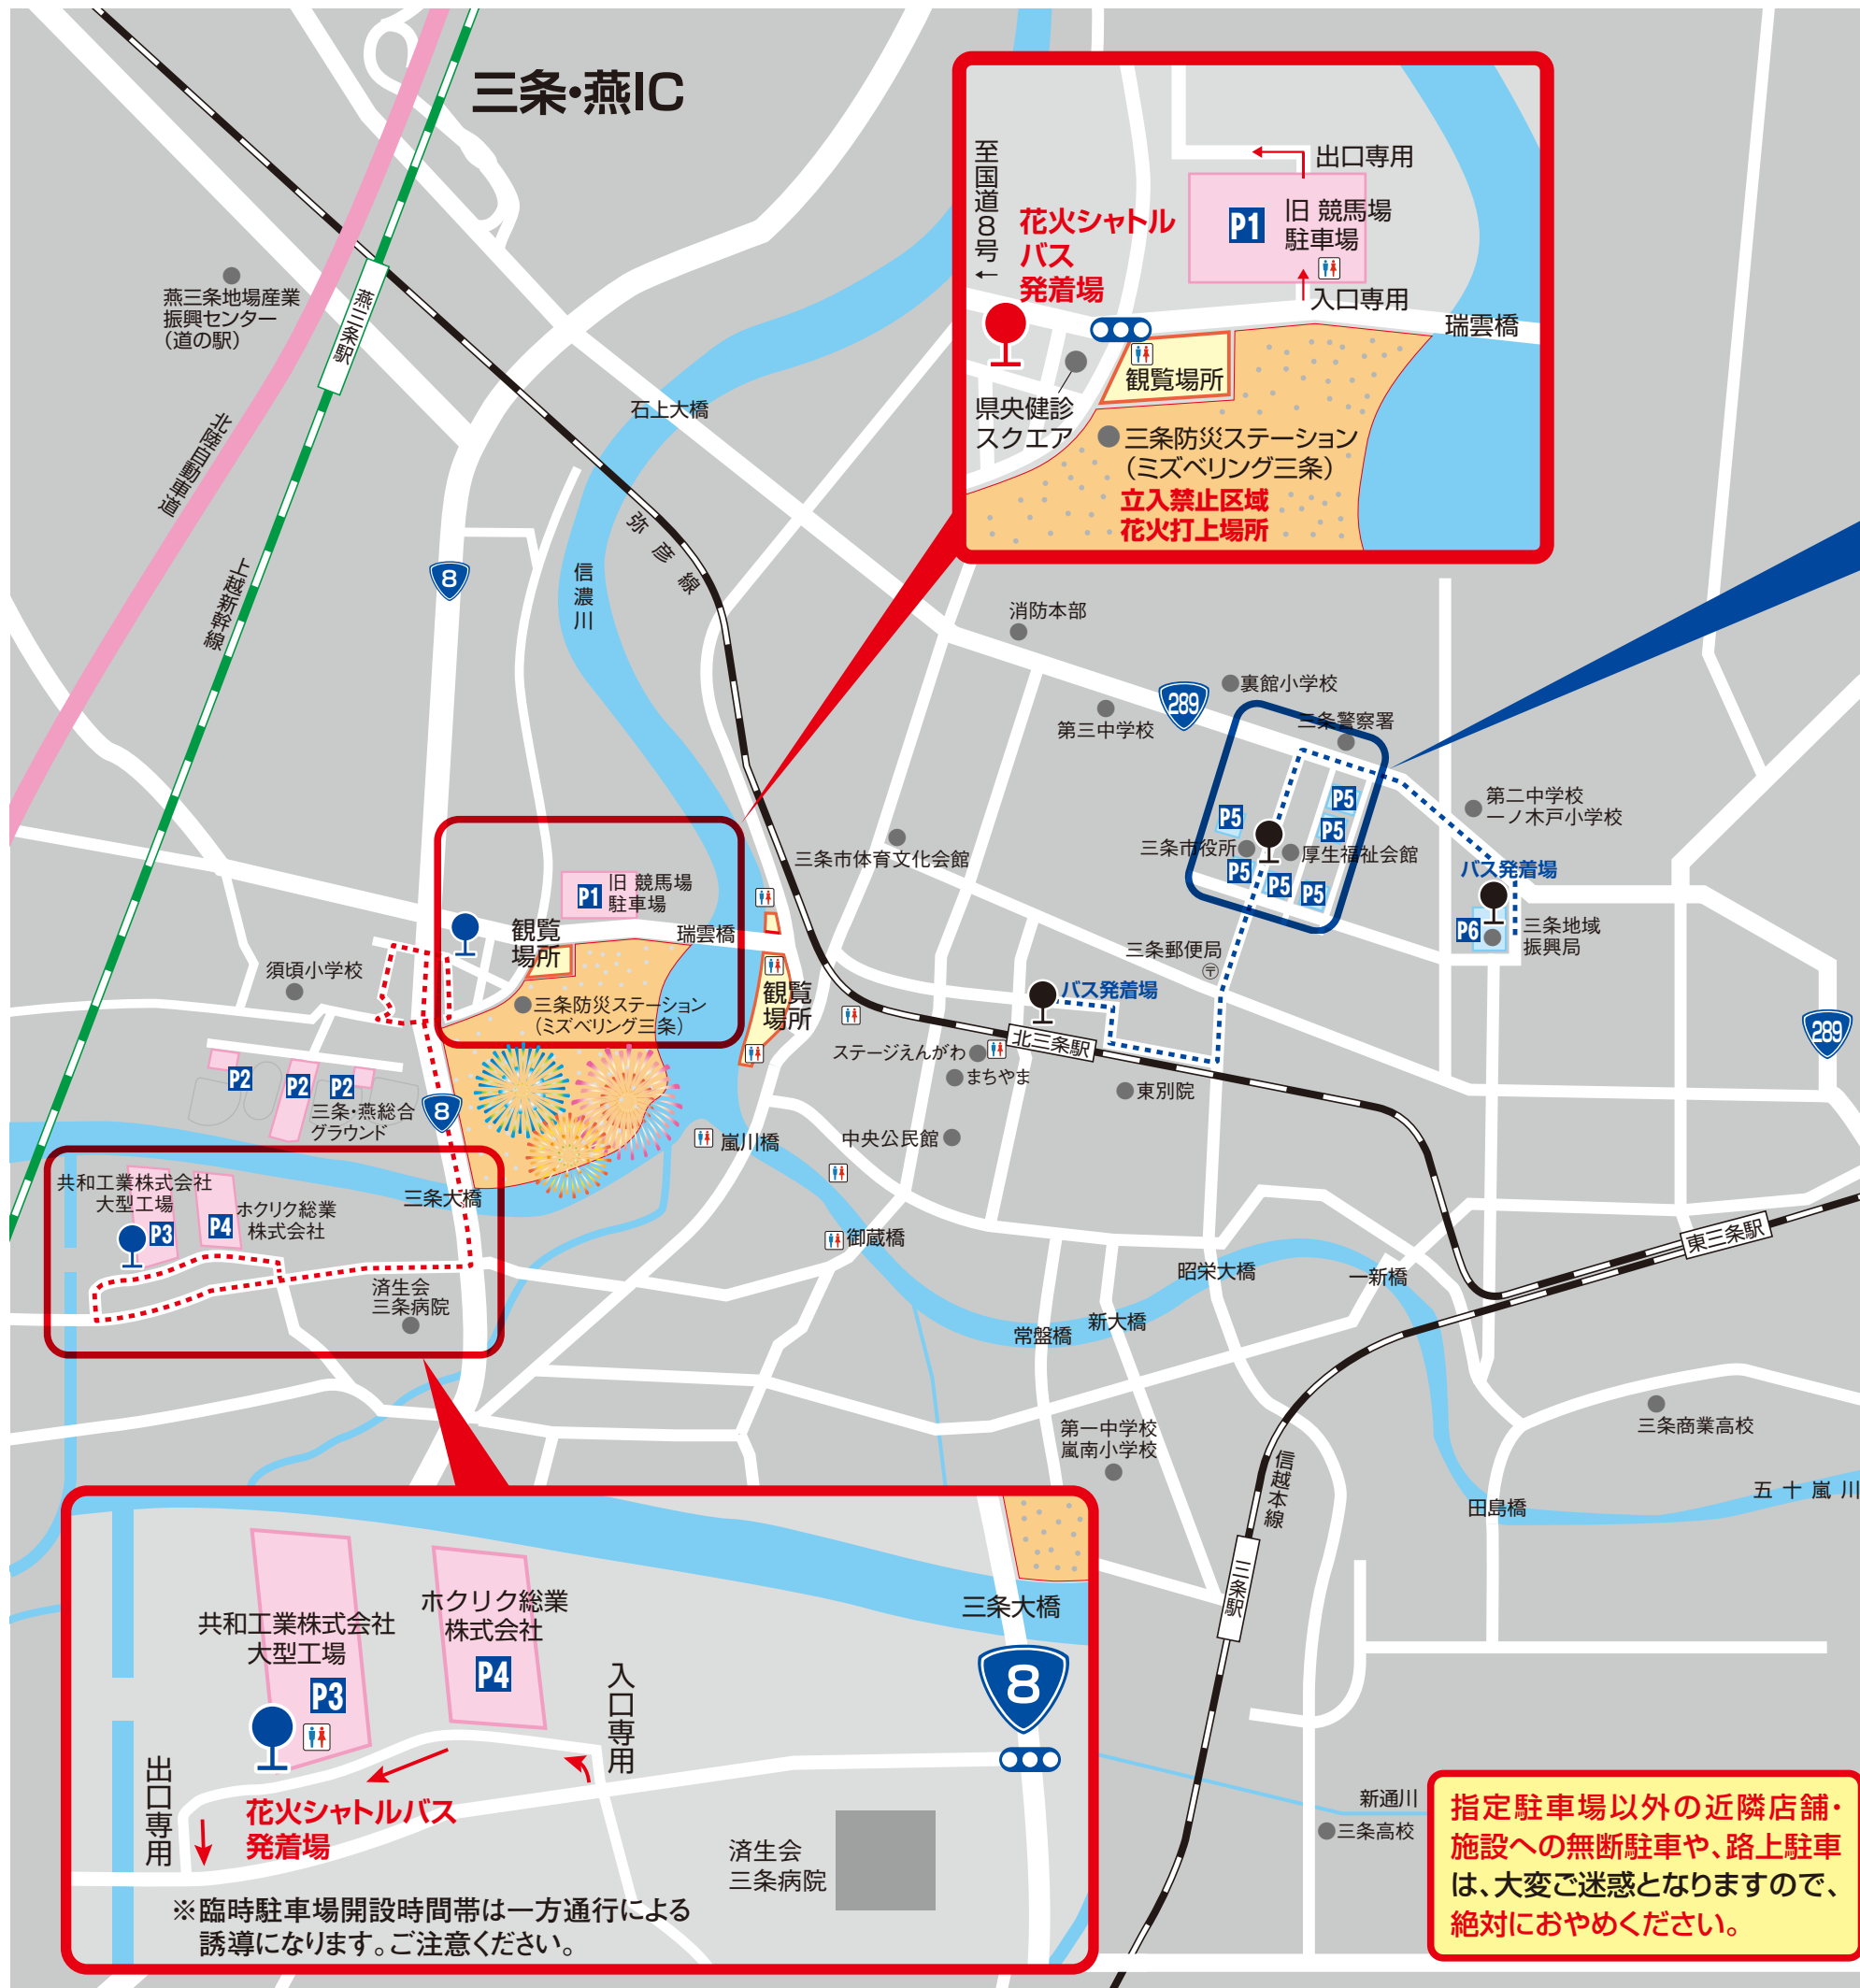 三条・燕IC
至国道8号←
花火シャトル
バス
発着場
出口専用
P1
旧 競馬場
駐車場
入口専用
瑞雲橋
観覧場所
県央健診
スクエア
三条防災ステーション
（ミズベリング三条）
立入禁止区域
花火打上場所
燕三条地場産業
振興センター
（道の駅）
燕三条駅
北陸自動車道
上越新幹線
石上大橋
弥彦線
信濃川
8
消防本部
289
裏館小学校
第三中学校
三条警察署
第二中学校
一ノ木戸小学校
P5
P5
P5
三条市役所
厚生福祉会館
P5
P5
P5
バス発着場
P6
三条地域
振興局
三条市体育文化会館
P1
旧 競馬場
駐車場
観覧
場所
瑞雲橋
三条郵便局
〒
須頃小学校
三条防災ステーション
（ミズベリング三条）
観覧
場所
バス発着場
北三条駅
ステージえんがわ
まちやま
東別院
289
P2
P2
P2
三条・燕総合
グラウンド
8
嵐川橋
中央公民館
共和工業株式会社
大型工場
P3
P4
ホクリク総業
株式会社
三条大橋
御蔵橋
済生会
三条病院
昭栄大橋
一新橋
東三条駅
常盤橋
新大橋
第一中学校
嵐南小学校
信越本線
三条商業高校
五十嵐川
田島橋
三条駅
共和工業株式会社
大型工場
P3
ホクリク総業
株式会社
P4
三条大橋
8
入口専用
出口専用
花火シャトルバス
発着場
済生会
三条病院
※臨時駐車場開設時間帯は一方通行による
誘導になります。ご注意ください。
新通川
三条高校
指定駐車場以外の近隣店舗・
施設への無断駐車や、路上駐車
は、大変ご迷惑となりますので、
絶対におやめください。